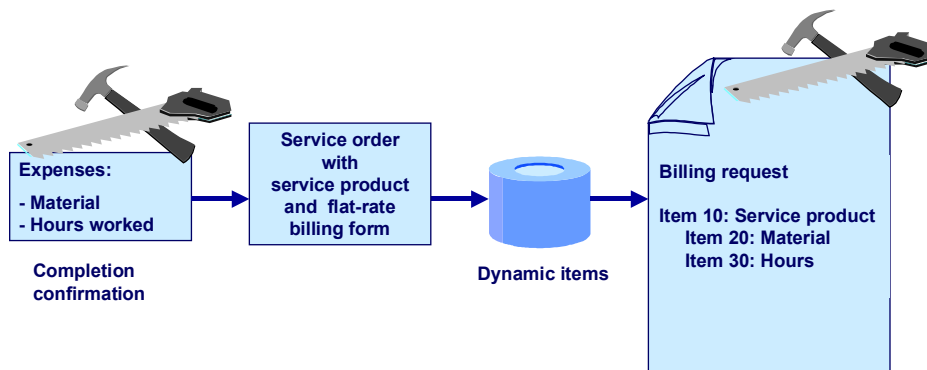 Expenses:
- Material
- Hours worked
Completion
confirmation
Service order
with
service product
and flat-rate
billing form
Dynamic items
Billing request
Item 10: Service product
Item 20: Material
Item 30: Hours